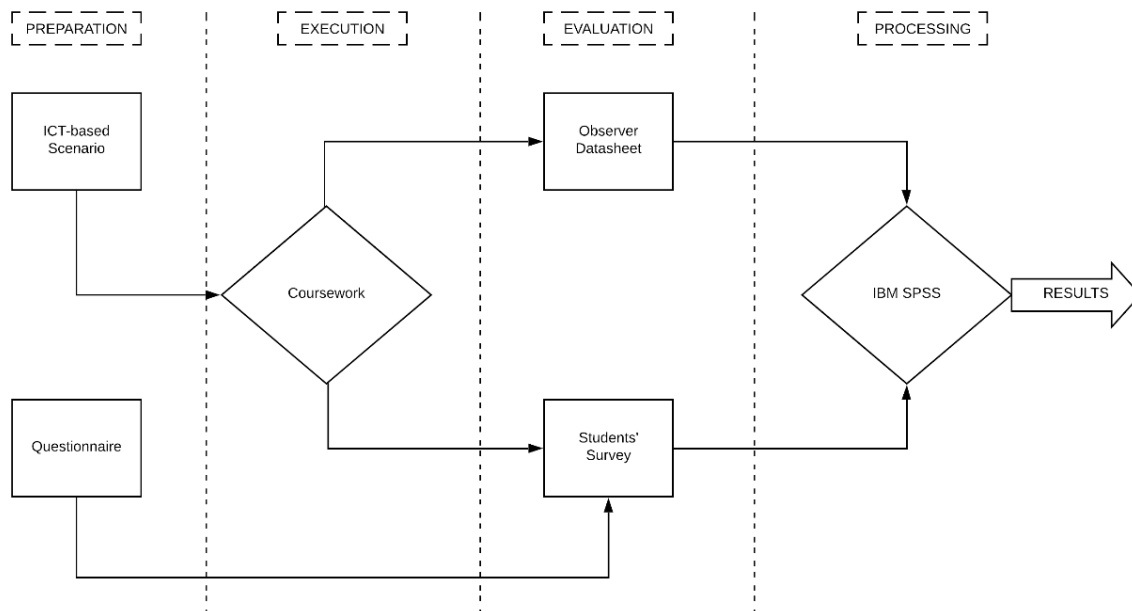 PREPARATION
EXECUTION
EVALUATION
PROCESSING
ICT-based
Scenario
Observer
Datasheet
Coursework
IBM SPSS
RESULTS
Questionnaire
Students'
Survey